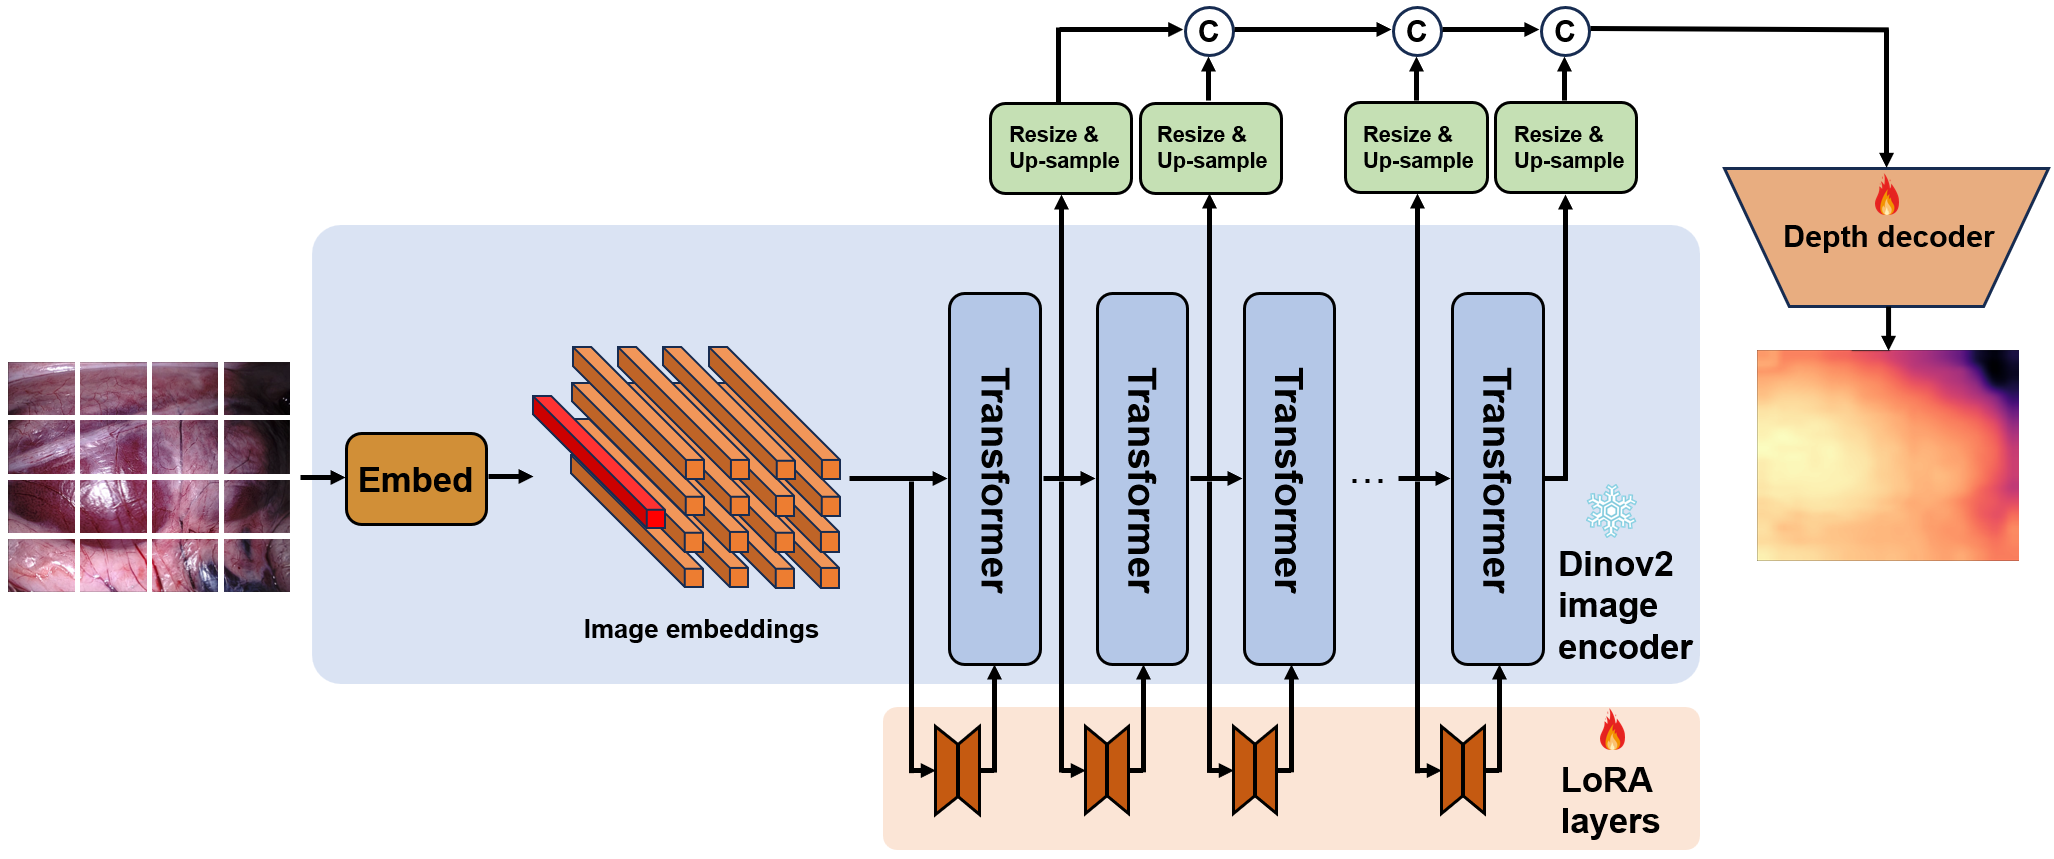 C
C
C
Resize &
Up-sample
Resize &
Up-sample
Resize &
Up-sample
Resize &
Up-sample
Depth decoder
Embed
Image embeddings
Transformer
Transformer
Transformer
...
Transformer
Dinov2
image
encoder
LoRA
layers